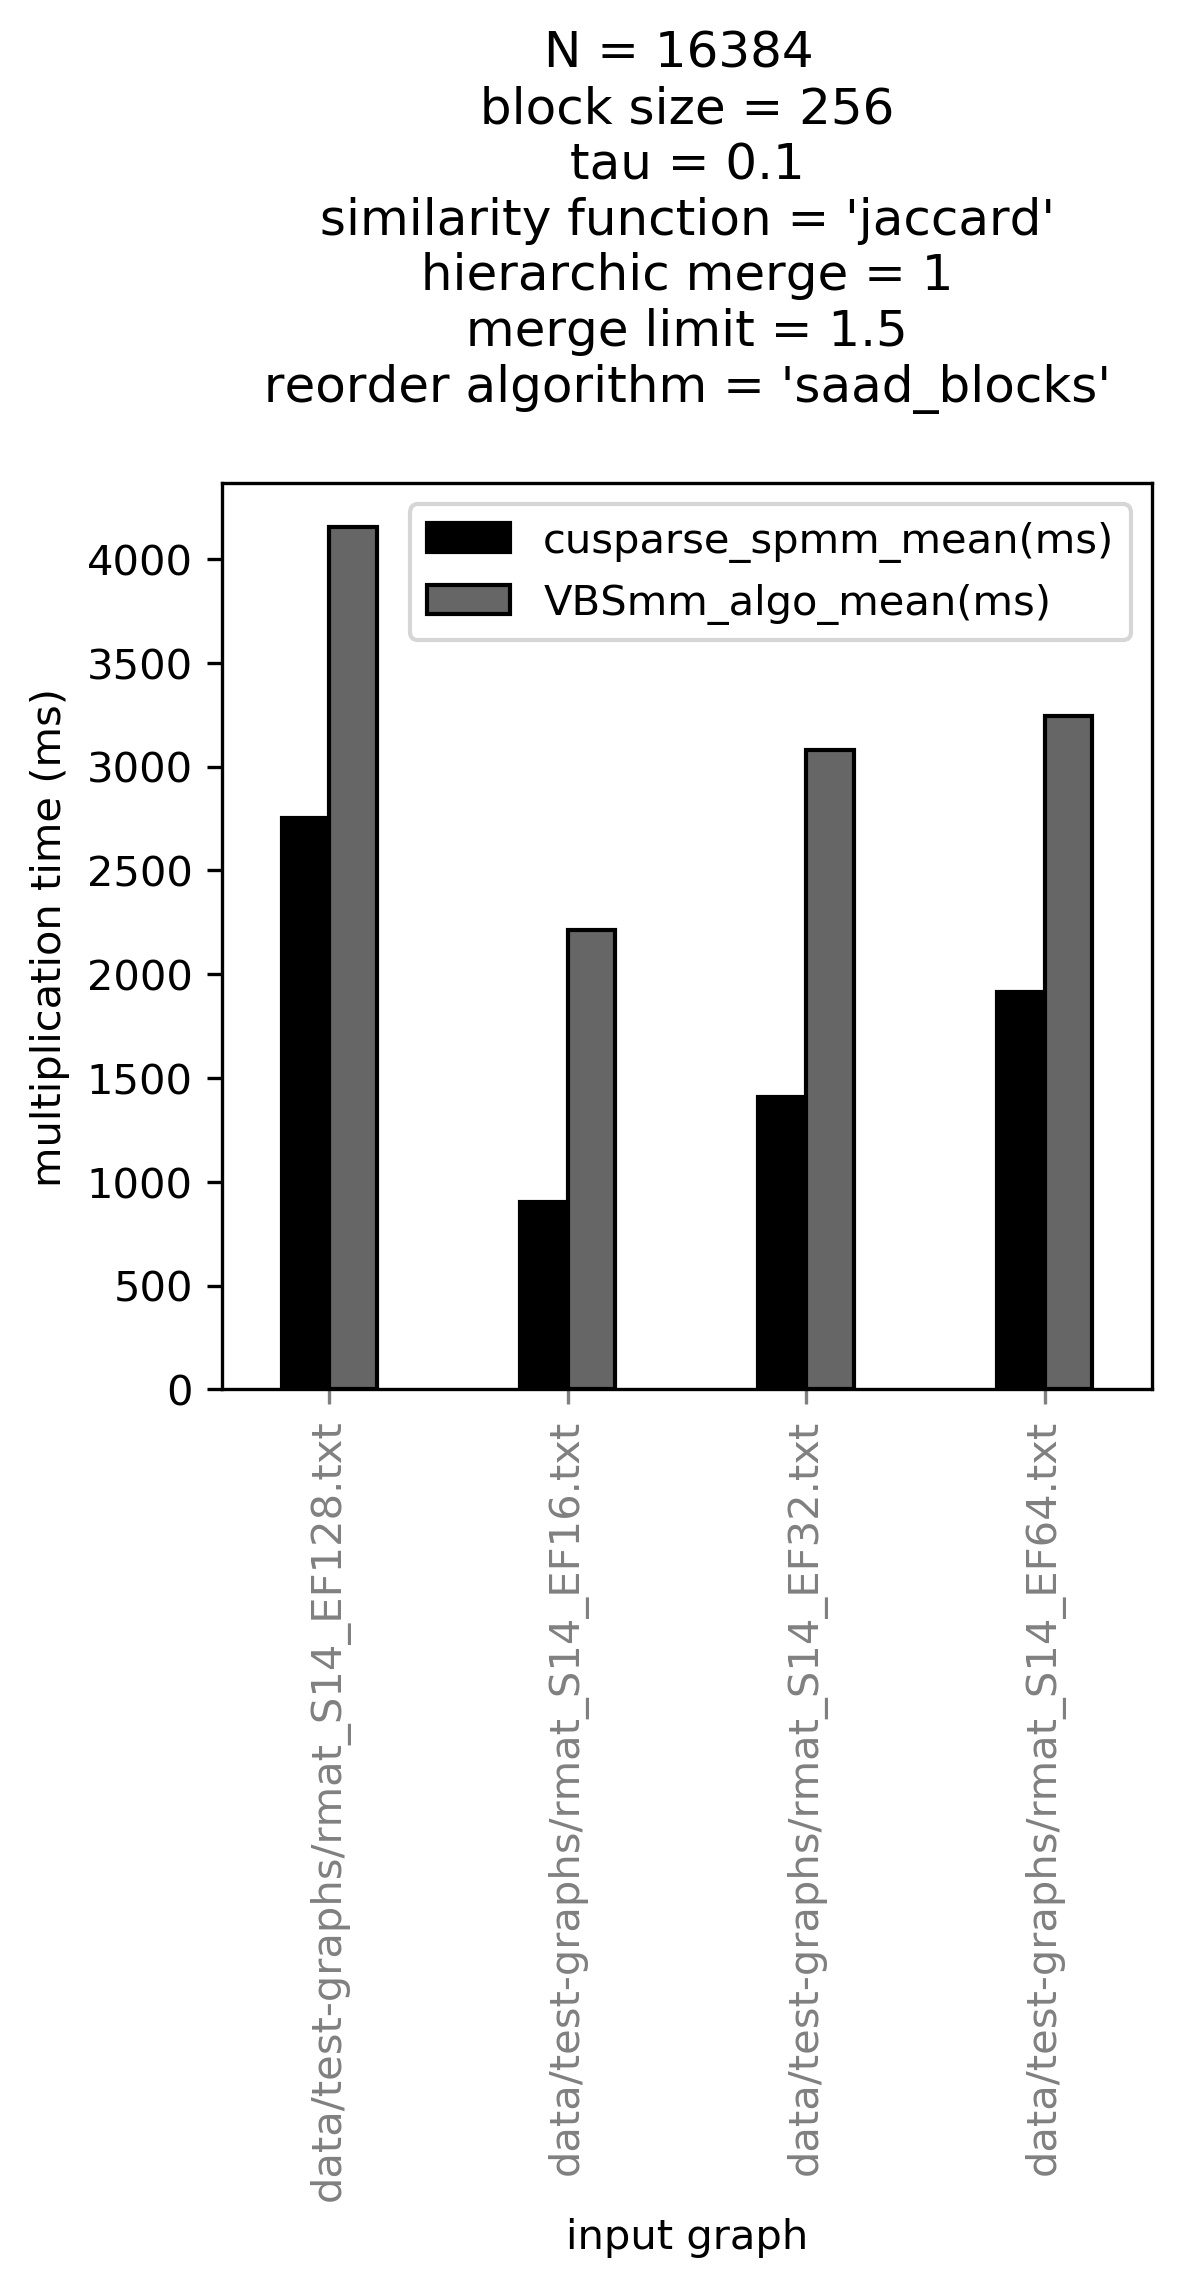 N = 16384
block size = 256
tau = 0.1
similarity function = 'jaccard'
hierarchic merge = 1
merge limit = 1.5
reorder algorithm = 'saad_blocks'
cusparse_spmm_mean(ms)
VBSmm_algo_mean(ms)
multiplication time (ms)
4000
3500
3000
2500
2000
1500
1000
500
0
data/test-graphs/rmat_S14_EF128.txt
data/test-graphs/rmat_S14_EF16.txt
data/test-graphs/rmat_S14_EF32.txt
data/test-graphs/rmat_S14_EF64.txt
input graph